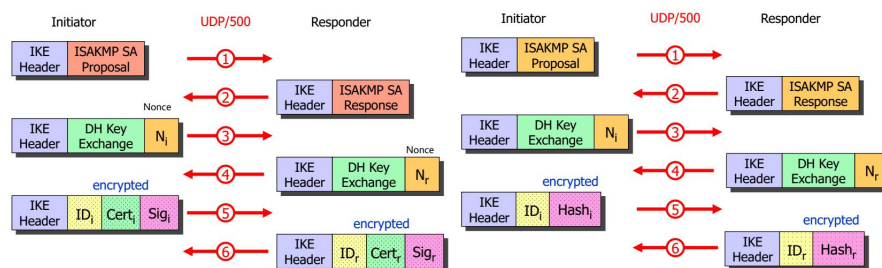 Initiator UDP/500 Responder
IKE Header ISAKMP SA Proposal
1
2
IKE Header ISAKMP SA Response
Nonce
IKE Header DH Key Exchange Ni
3
Nonce
4
IKE Header DH Key Exchange Nr
encrypted
IKE Header IDi Certi Sigi
5
encrypted
6
IKE Header IDr Certr Sigr
Initiator UDP/500 Responder
IKE Header ISAKMP SA Proposal
1
2
IKE Header ISAKMP SA Response
IKE Header DH Key Exchange Ni
3
4
IKE Header DH Key Exchange Nr
encrypted
IKE Header IDi Hashi
5
encrypted
6
IKE Header IDr Hashr